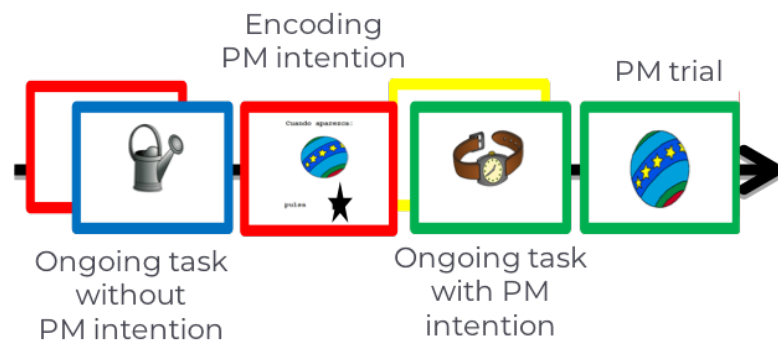 Encoding
PM intention
PM trial
Cuando aparezca:
pulsa
Ongoing task
without
PM intention
Ongoing task
with PM
intention